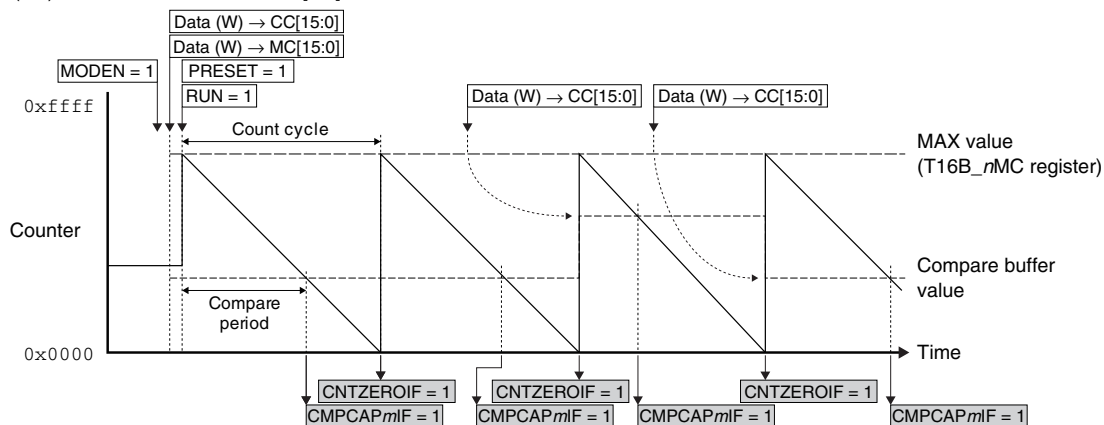 Data (W) → CC[15:0]
Data (W) → MC[15:0]
MODEN = 1
PRESET = 1
RUN = 1
Data (W) → CC[15:0]
Data (W) → CC[15:0]
0xffff
Count cycle
MAX value
(T16B_nMC register)
Counter
Compare buffer
value
Compare
period
0x0000
Time
CNTZEROIF = 1
CNTZEROIF = 1
CNTZEROIF = 1
CMPCAPmIF = 1
CMPCAPmIF = 1
CMPCAPmIF = 1
CMPCAPmIF = 1